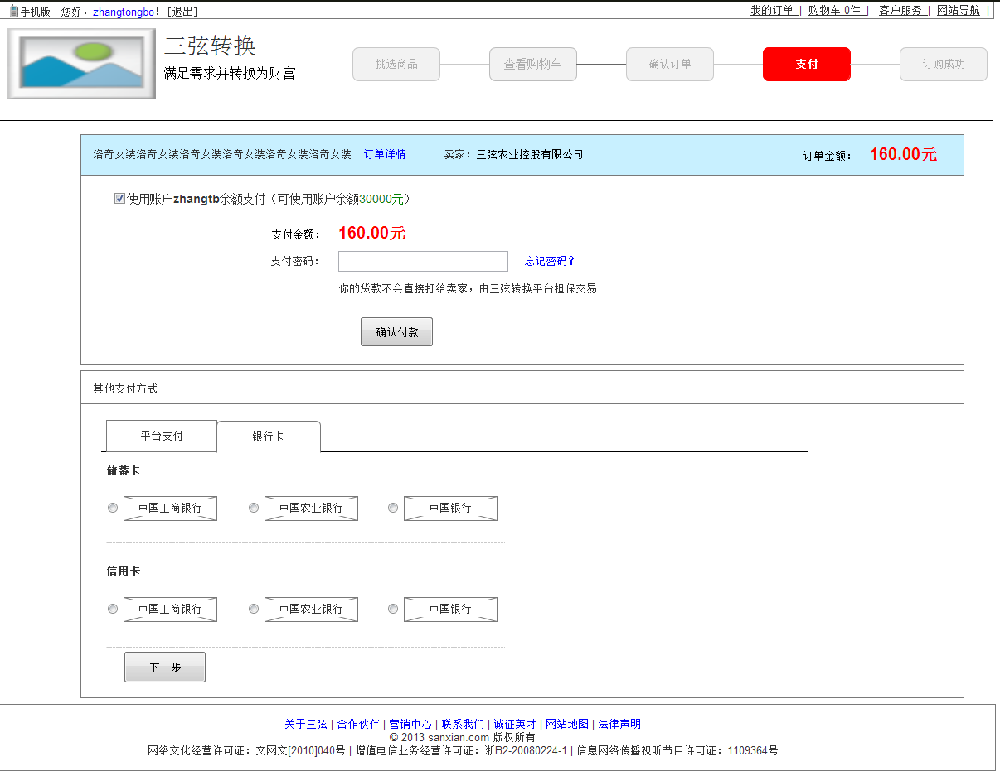 手机版 您好，zhangtongbo！[退出] 我的订单 | 购物车 0件 | 客户服务 | 网站导航 |
三弦转换
满足需求并转换为财富
挑选商品 查看购物车 确认订单 支付 订购成功
洛奇女装洛奇女装洛奇女装洛奇女装洛奇女装洛奇女装 订单详情 卖家：三弦农业控股有限公司 订单金额： 160.00元
使用账户zhangtb余额支付（可使用账户余额30000元）
支付金额： 160.00元
支付密码： 忘记密码?
你的货款不会直接打给卖家，由三弦转换平台担保交易
确认付款
其他支付方式
平台支付 银行卡
储蓄卡
中国工商银行 中国农业银行 中国银行
信用卡
中国工商银行 中国农业银行 中国银行
下一步
关于三弦 | 合作伙伴 | 营销中心 | 联系我们 | 诚征英才 | 网站地图 | 法律声明
© 2013 sanxian.com 版权所有
网络文化经营许可证：文网文[2010]040号 | 增值电信业务经营许可证：浙B2-20080224-1 | 信息网络传播视听节目许可证：1109364号